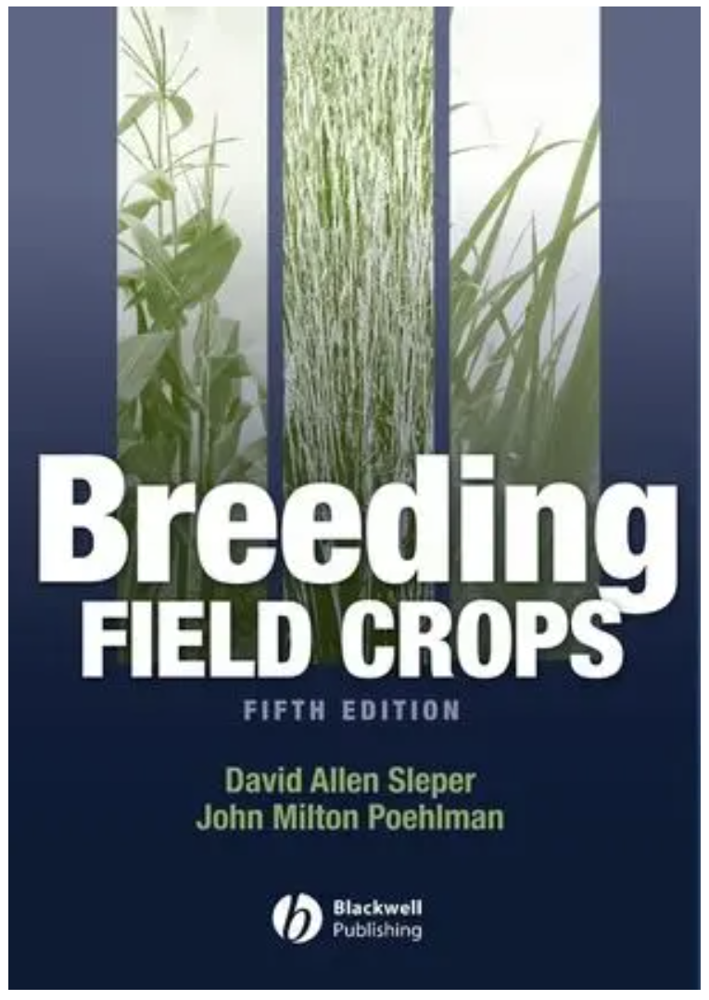 Breeding
FIELD CROPS
FIFTH EDITION
David Allen Sleper
John Milton Poehlman
b
Blackwell
Publishing